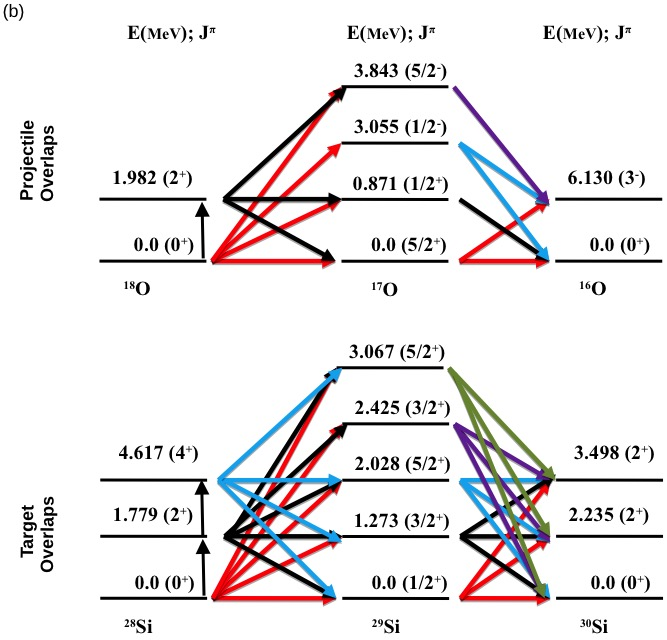 (b)
E(MeV); Jπ E(MeV); Jπ E(MeV); Jπ
3.843 (5/2-)
3.055 (1/2-)
Projectile
Overlaps
1.982 (2+) 0.871 (1/2+) 6.130 (3-)
0.0 (0+) 0.0 (5/2+) 0.0 (0+)
18O 17O 16O
3.067 (5/2+)
2.425 (3/2+)
4.617 (4+) 2.028 (5/2+) 3.498 (2+)
Target
Overlaps
1.779 (2+) 1.273 (3/2+) 2.235 (2+)
0.0 (0+) 0.0 (1/2+) 0.0 (0+)
28Si 29Si 30Si